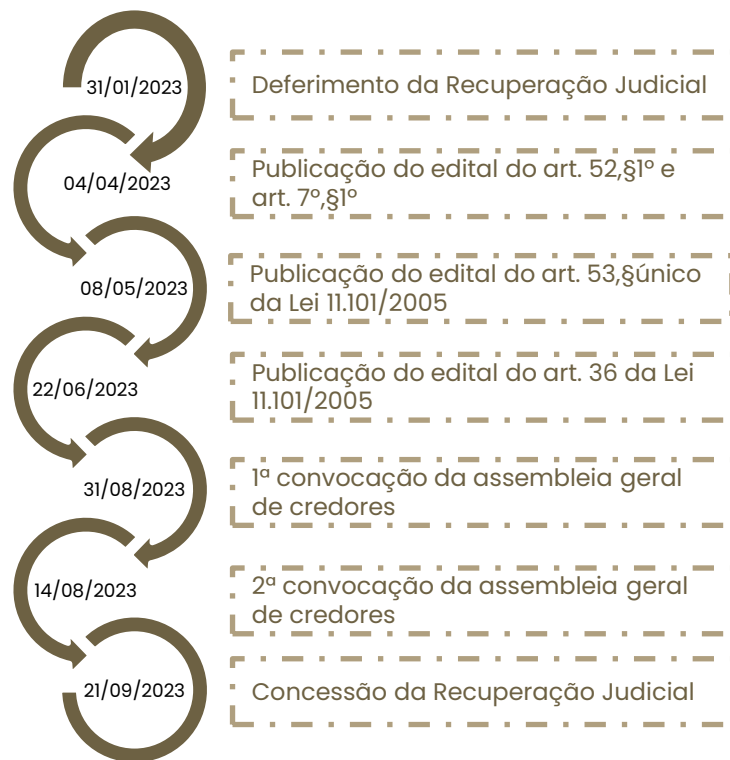 31/01/2023
Deferimento da Recuperação Judicial
04/04/2023
Publicação do edital do art. 52,§1º e
art. 7º,§1º
08/05/2023
Publicação do edital do art. 53,§único
da Lei 11.101/2005
22/06/2023
Publicação do edital do art. 36 da Lei
11.101/2005
31/08/2023
1ª convocação da assembleia geral
de credores
14/08/2023
2ª convocação da assembleia geral
de credores
21/09/2023
Concessão da Recuperação Judicial